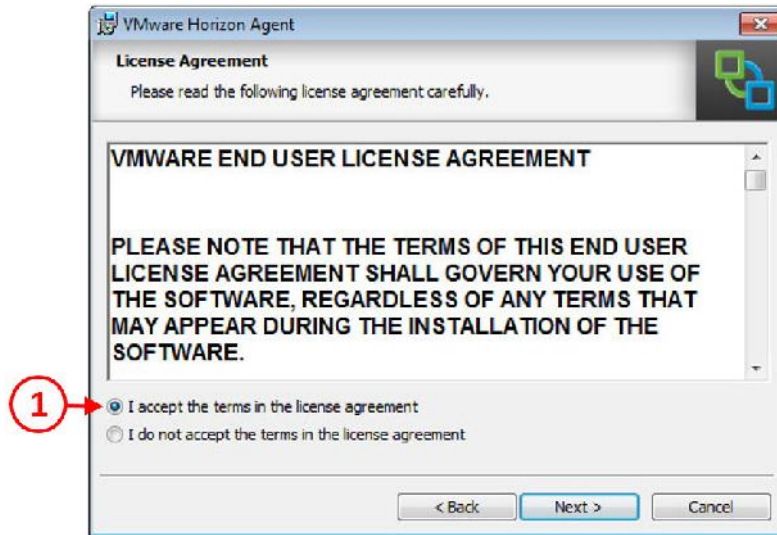 VMware Horizon Agent
License Agreement
Please read the following license agreement carefully.
VMWARE END USER LICENSE AGREEMENT
PLEASE NOTE THAT THE TERMS OF THIS END USER
LICENSE AGREEMENT SHALL GOVERN YOUR USE OF
THE SOFTWARE, REGARDLESS OF ANY TERMS THAT
MAY APPEAR DURING THE INSTALLATION OF THE
SOFTWARE.
1
I accept the terms in the license agreement
I do not accept the terms in the license agreement
< Back Next > Cancel